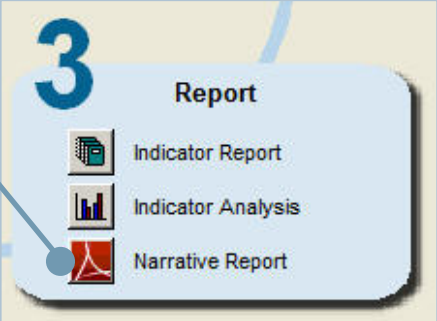 3
Report
Indicator Report
Indicator Analysis
Narrative Report